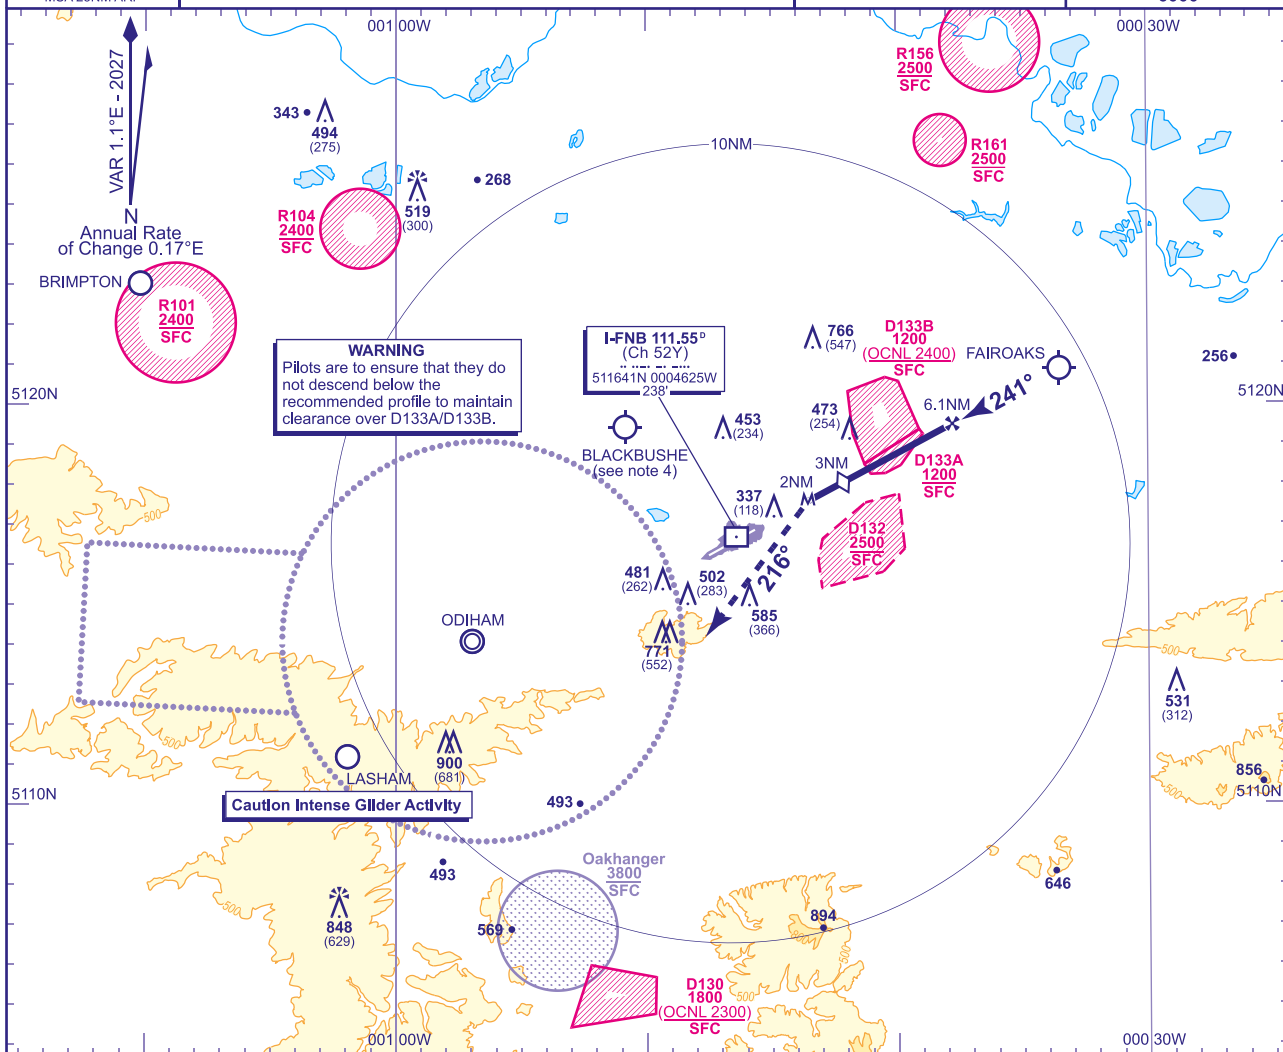 001 00W
000 30W
VAR 1.1°E - 2027
N
Annual Rate
of Change 0.17°E
343
494
(275)
268
519
(300)
10NM
R156
2500
SFC
R161
2500
SFC
R104
2400
SFC
BRIMPTON
R101
2400
SFC
WARNING
Pilots are to ensure that they do
not descend below the
recommended profile to maintain
clearance over D133A/D133B.
I-FNB 111.55ᴰ
(Ch 52Y)
511641N 0004625W
238'
766
(547)
D133B
1200
(OCNL 2400)
SFC
FAIROAKS
256
5120N
5120N
241°
6.1NM
453
(234)
473
(254)
BLACKBUSHE
(see note 4)
D133A
1200
SFC
3NM
2NM
337
(118)
500
D132
2500
SFC
216°
481
(262)
502
(283)
585
(366)
ODIHAM
771
(552)
500
531
(312)
500
900
(681)
LASHAM
Caution Intense Glider Activity
493
856
5110N
5110N
500
493
Oakhanger
3800
SFC
646
500
848
(629)
569
894
500
500
500
D130
1800
(OCNL 2300)
SFC
001 00W
000 30W